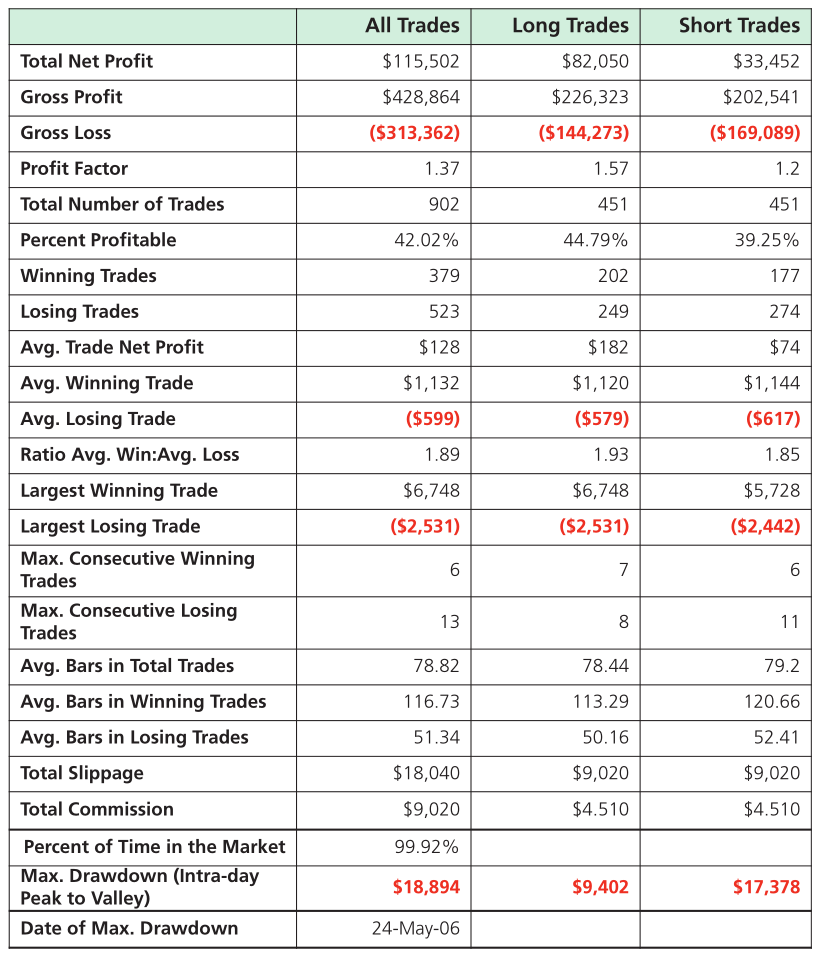 All Trades Long Trades Short Trades
Total Net Profit $115,502 $82,050 $33,452
Gross Profit $428,864 $226,323 $202,541
Gross Loss ($313,362) ($144,273) ($169,089)
Profit Factor 1.37 1.57 1.2
Total Number of Trades 902 451 451
Percent Profitable 42.02% 44.79% 39.25%
Winning Trades 379 202 177
Losing Trades 523 249 274
Avg. Trade Net Profit $128 $182 $74
Avg. Winning Trade $1,132 $1,120 $1,144
Avg. Losing Trade ($599) ($579) ($617)
Ratio Avg. Win:Avg. Loss 1.89 1.93 1.85
Largest Winning Trade $6,748 $6,748 $5,728
Largest Losing Trade ($2,531) ($2,531) ($2,442)
Max. Consecutive Winning
Trades 6 7 6
Max. Consecutive Losing
Trades 13 8 11
Avg. Bars in Total Trades 78.82 78.44 79.2
Avg. Bars in Winning Trades 116.73 113.29 120.66
Avg. Bars in Losing Trades 51.34 50.16 52.41
Total Slippage $18,040 $9,020 $9,020
Total Commission $9,020 $4.510 $4.510
Percent of Time in the Market 99.92%
Max. Drawdown (Intra-day
Peak to Valley) $18,894 $9,402 $17,378
Date of Max. Drawdown 24-May-06